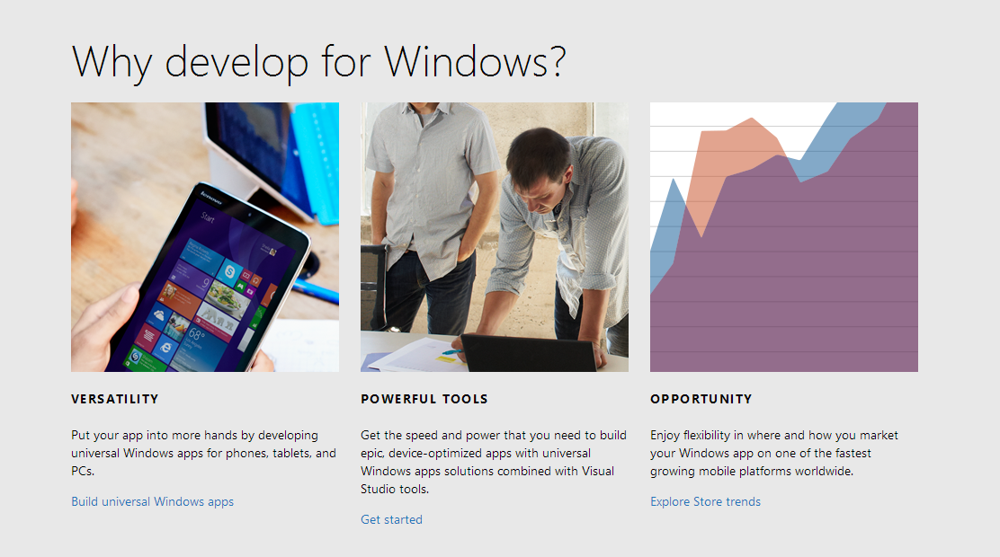 Why develop for Windows?
lenovo
Start
9
68°
VERSATILITY
Put your app into more hands by developing
universal Windows apps for phones, tablets, and
PCs.
Build universal Windows apps
POWERFUL TOOLS
Get the speed and power that you need to build
epic, device-optimized apps with universal
Windows apps solutions combined with Visual
Studio tools.
Get started
OPPORTUNITY
Enjoy flexibility in where and how you market
your Windows app on one of the fastest
growing mobile platforms worldwide.
Explore Store trends